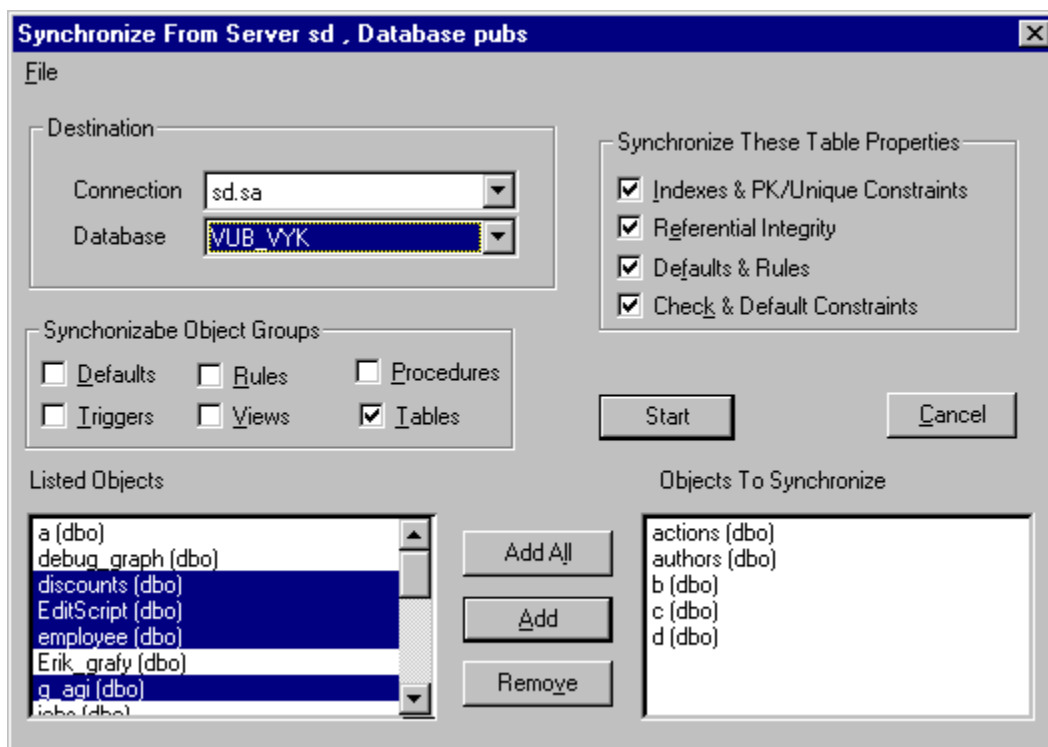 Synchronize From Server sd , Database pubs
File
Destination
Connection
sd.sa
Database
VUB_VYK
Synchronize These Table Properties
Indexes & PK/Unique Constraints
Referential Integrity
Defaults & Rules
Check & Default Constraints
Synchonizabe Object Groups
Defaults
Rules
Procedures
Triggers
Views
Tables
Start
Cancel
Listed Objects
a (dbo)
debug_graph (dbo)
discounts (dbo)
EditScript (dbo)
employee (dbo)
Erik_grafy (dbo)
g_agi (dbo)
jobs (dbo)
Add All
Add
Remove
Objects To Synchronize
actions (dbo)
authors (dbo)
b (dbo)
c (dbo)
d (dbo)